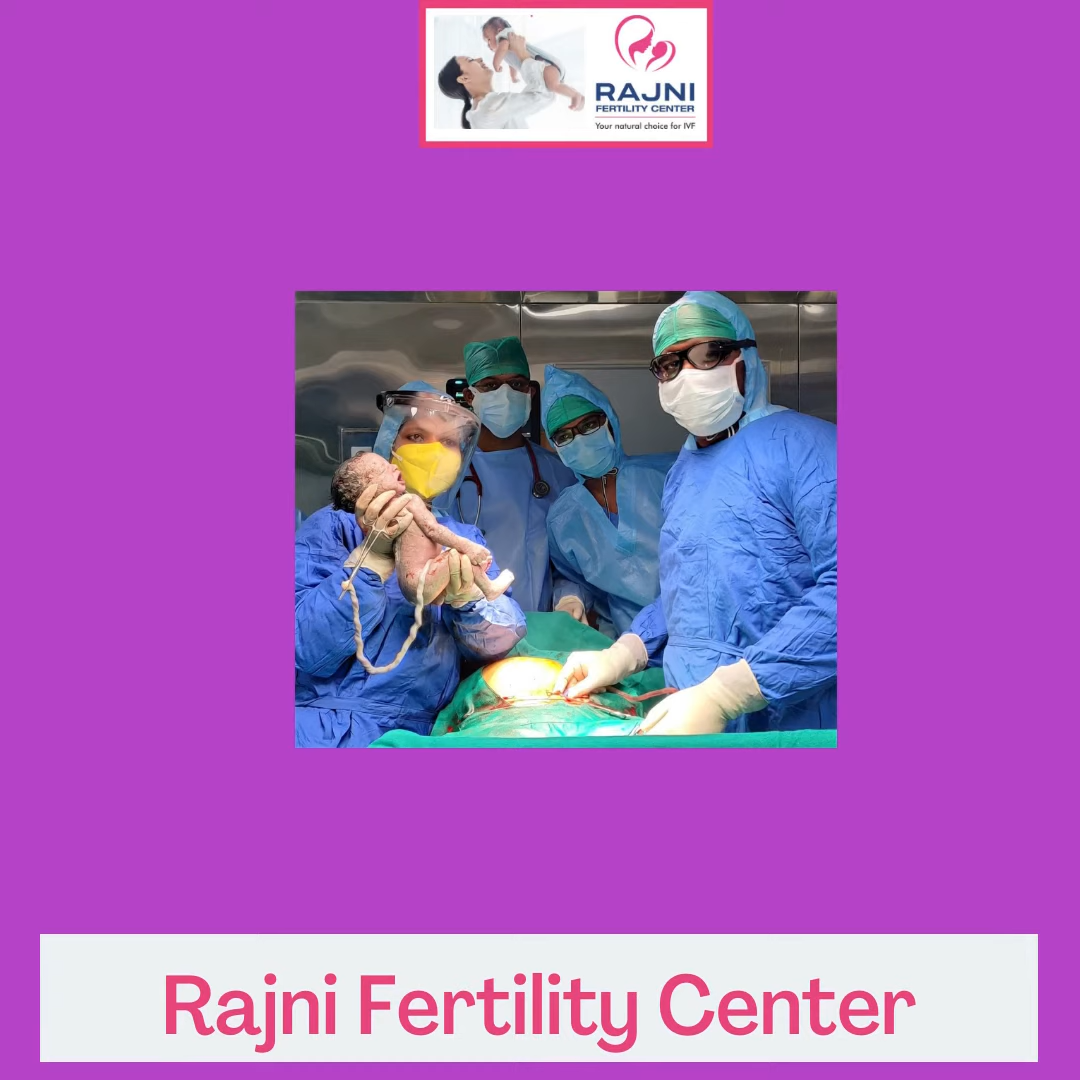 RAJNI
FERTILITY CENTER
Your natural choice for IVF
Rajni Fertility Center